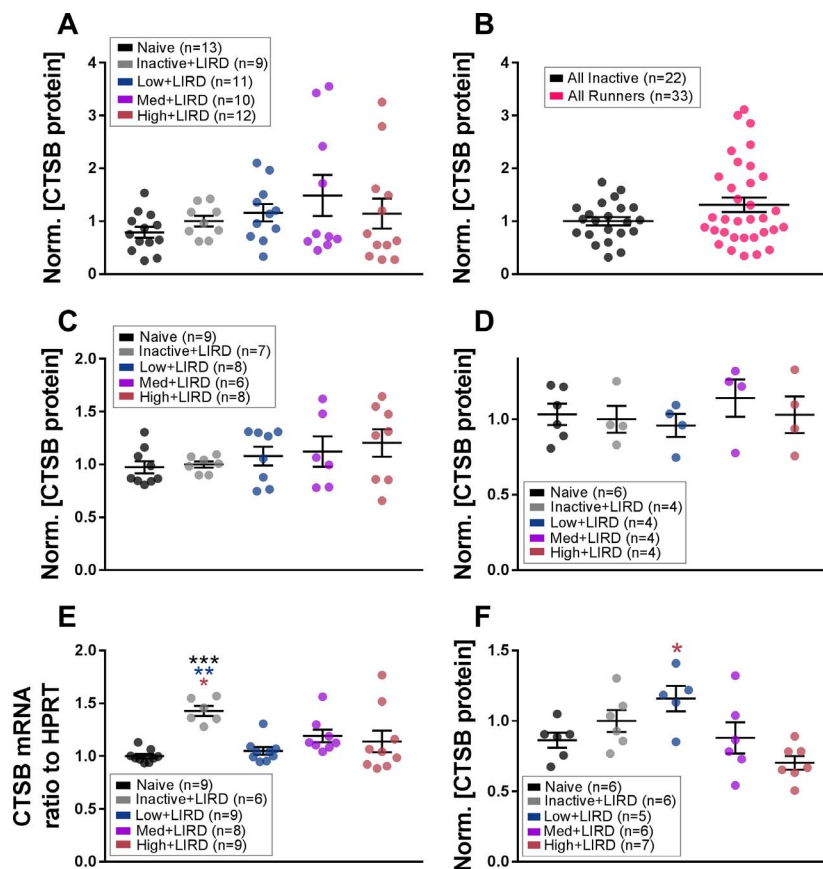 A
Naive (n=13)
Inactive+LIRD (n=9)
Low+LIRD (n=11)
Med+LIRD (n=10)
High+LIRD (n=12)
Norm. [CTSB protein]
4
3
2
1
0
B
All Inactive (n=22)
All Runners (n=33)
Norm. [CTSB protein]
4
3
2
1
0
C
Naive (n=9)
Inactive+LIRD (n=7)
Low+LIRD (n=8)
Med+LIRD (n=6)
High+LIRD (n=8)
Norm. [CTSB protein]
2.0
1.5
1.0
0.5
0.0
D
Norm. [CTSB protein]
1.0
0.5
0.0
Naive (n=6)
Inactive+LIRD (n=4)
Low+LIRD (n=4)
Med+LIRD (n=4)
High+LIRD (n=4)
E
CTSB mRNA
ratio to HPRT
2.0
1.5
1.0
0.5
0.0
***
**
*
Naive (n=9)
Inactive+LIRD (n=6)
Low+LIRD (n=9)
Med+LIRD (n=8)
High+LIRD (n=9)
F
Norm. [CTSB protein]
1.5
1.0
0.5
0.0
*
Naive (n=6)
Inactive+LIRD (n=6)
Low+LIRD (n=5)
Med+LIRD (n=6)
High+LIRD (n=7)